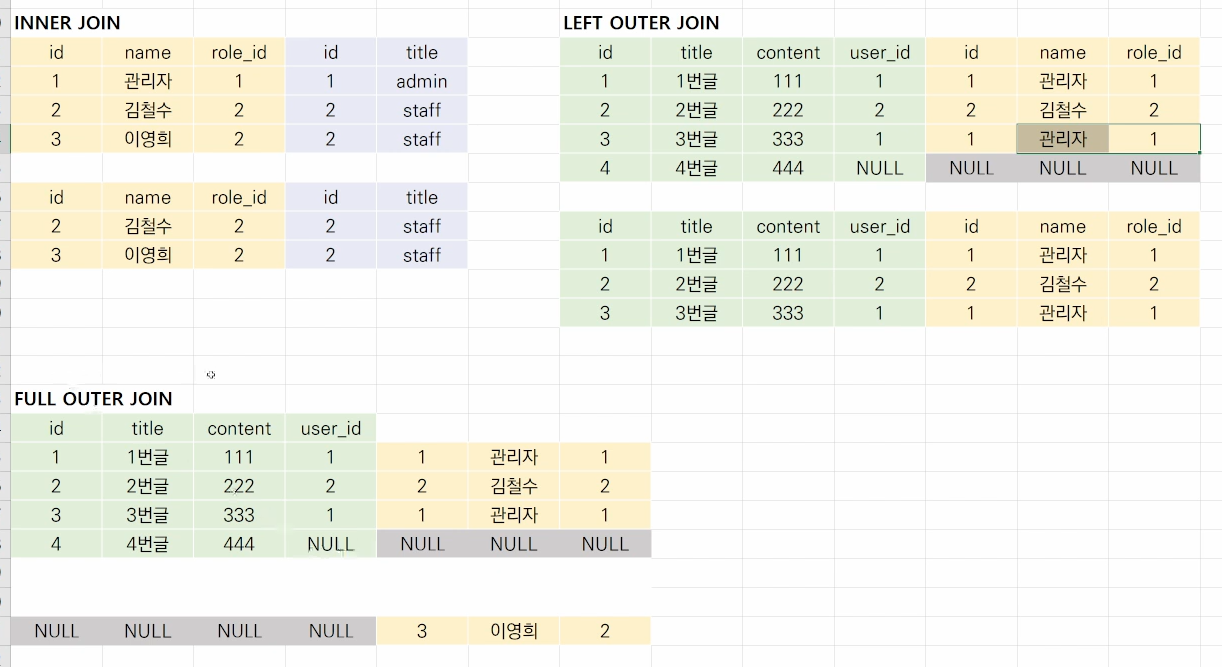 INNER JOIN
id name role_id id title
1 관리자 1 1 admin
2 김철수 2 2 staff
3 이영희 2 2 staff
id name role_id id title
2 김철수 2 2 staff
3 이영희 2 2 staff
LEFT OUTER JOIN
id title content user_id id name role_id
1 1번글 111 1 1 관리자 1
2 2번글 222 2 2 김철수 2
3 3번글 333 1 1 관리자 1
4 4번글 444 NULL NULL NULL NULL
id title content user_id id name role_id
1 1번글 111 1 1 관리자 1
2 2번글 222 2 2 김철수 2
3 3번글 333 1 1 관리자 1
FULL OUTER JOIN
id title content user_id
1 1번글 111 1 1 관리자 1
2 2번글 222 2 2 김철수 2
3 3번글 333 1 1 관리자 1
4 4번글 444 NULL NULL NULL NULL
NULL NULL NULL NULL 3 이영희 2